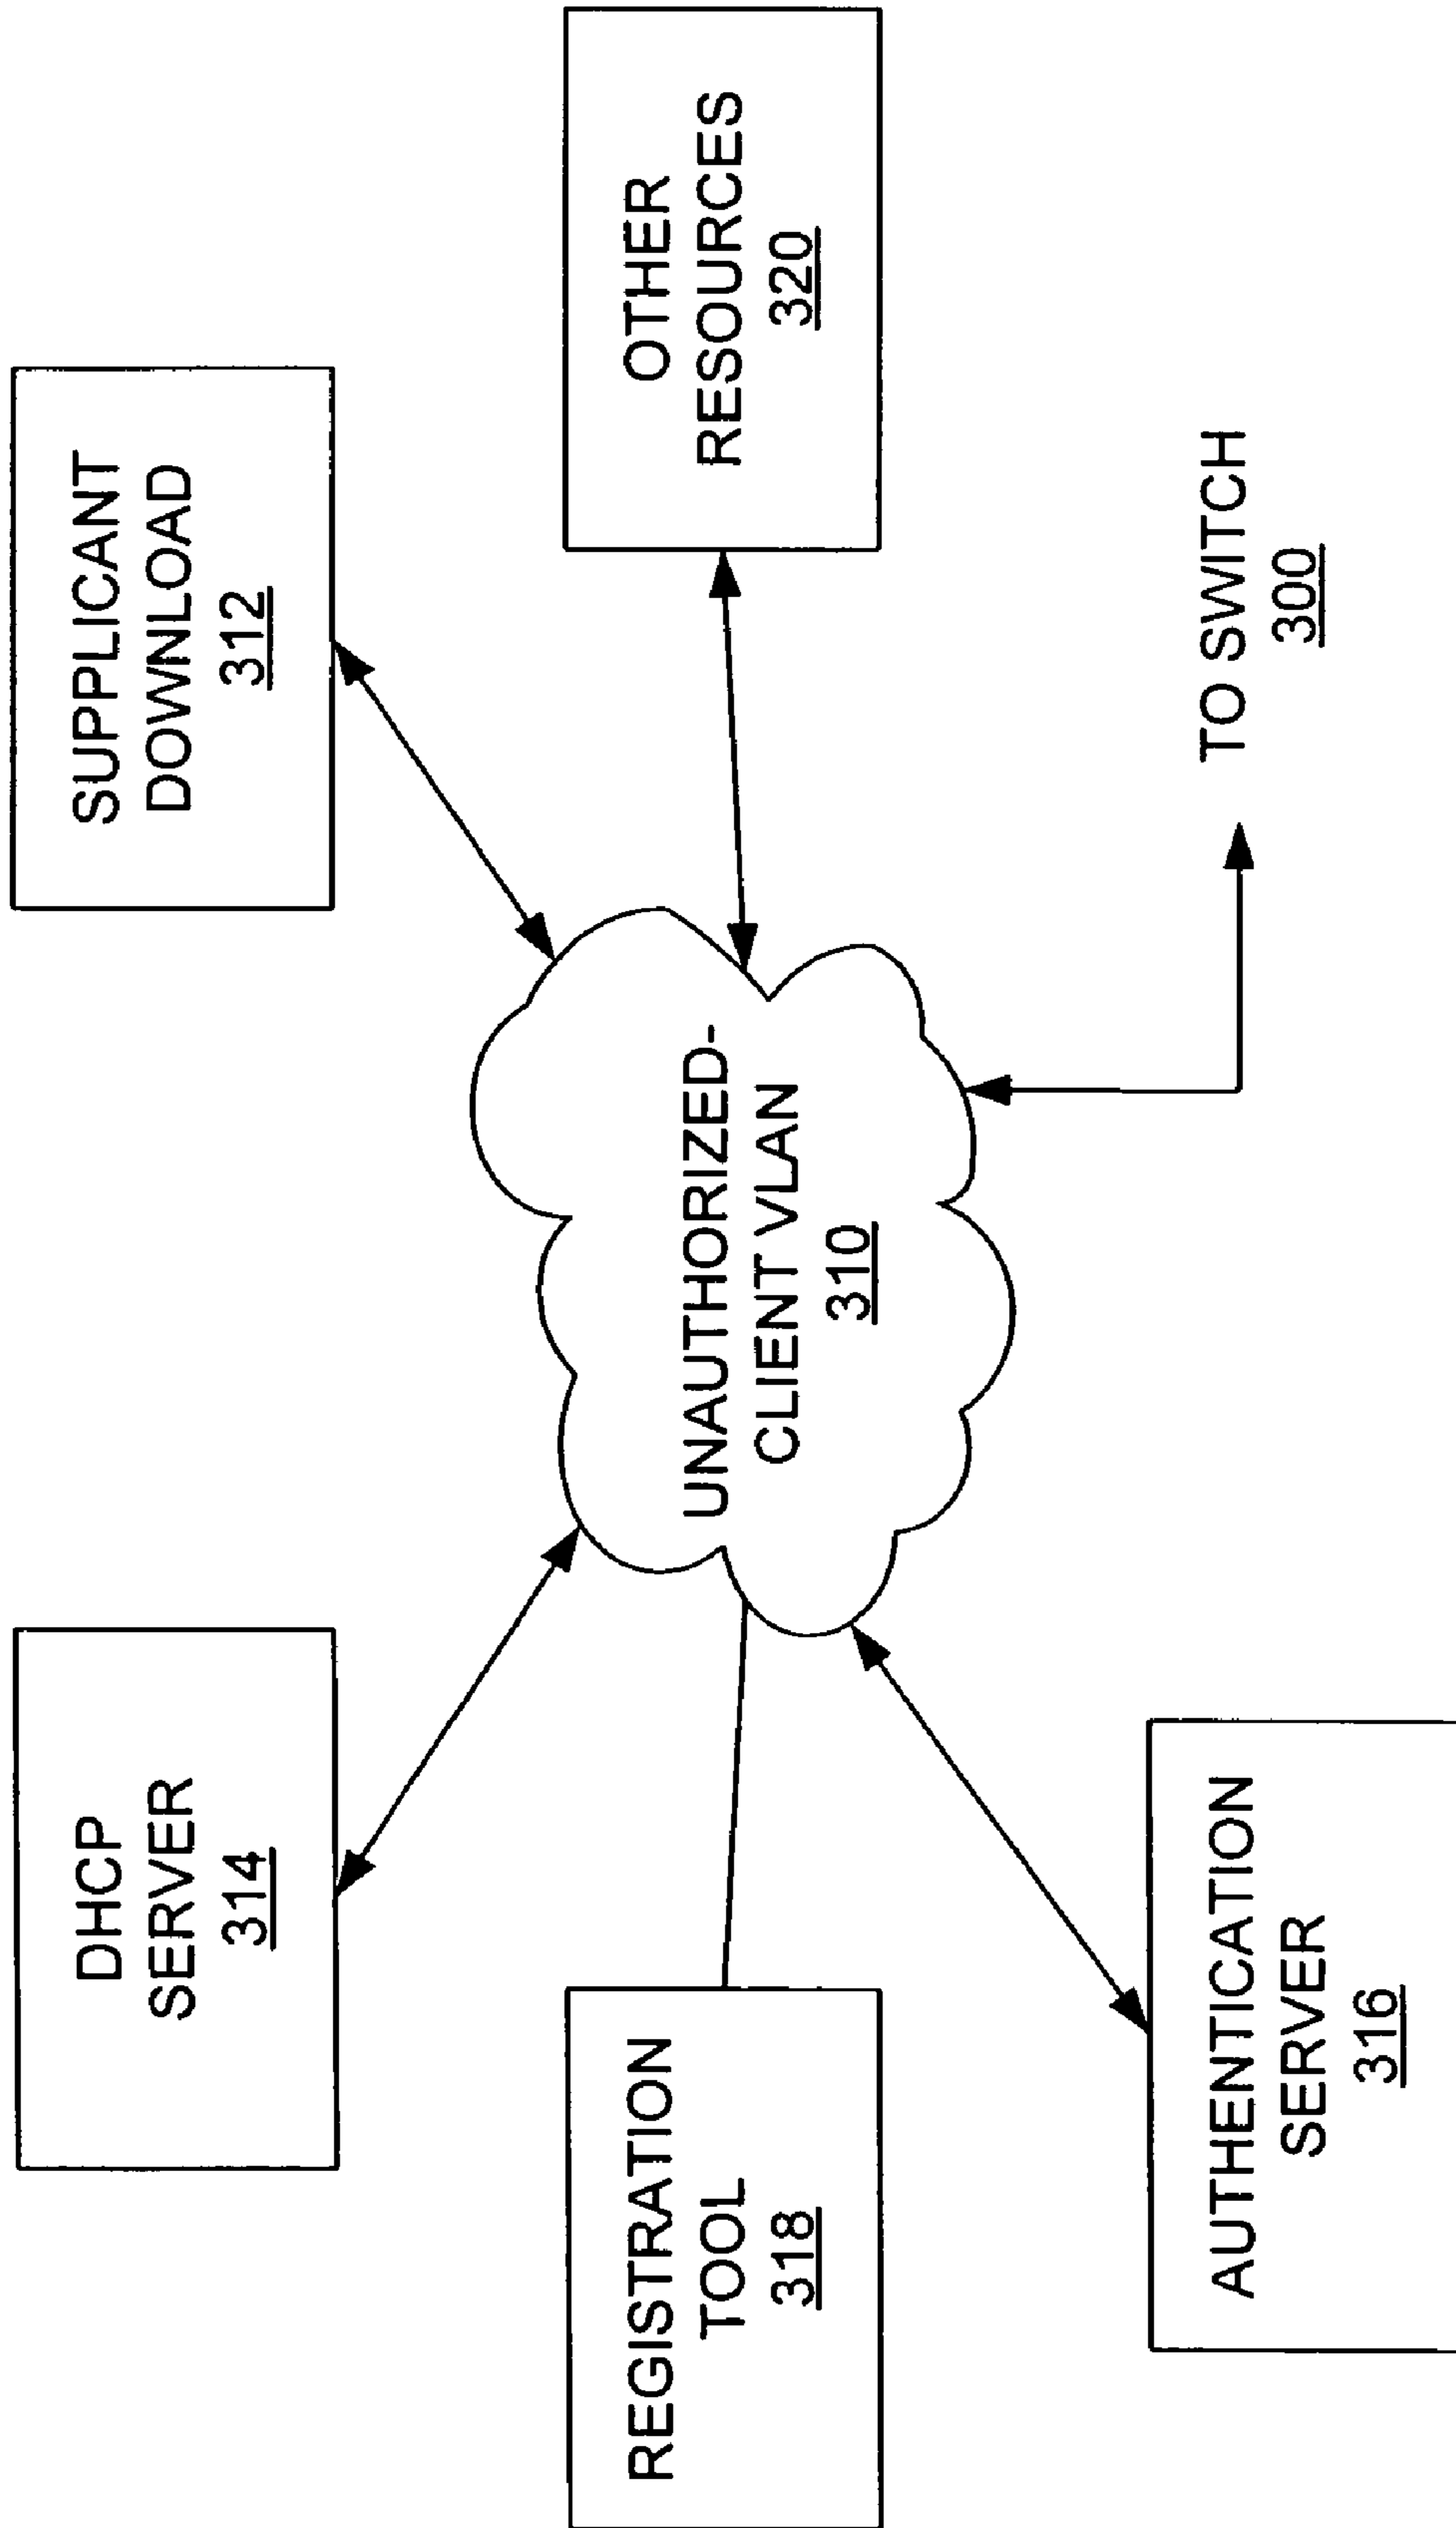 DHCP
SERVER
314
SUPPLICANT
DOWNLOAD
312
REGISTRATION
TOOL
318
UNAUTHORIZED-
CLIENT VLAN
310
OTHER
RESOURCES
320
AUTHENTICATION
SERVER
316
TO SWITCH
300